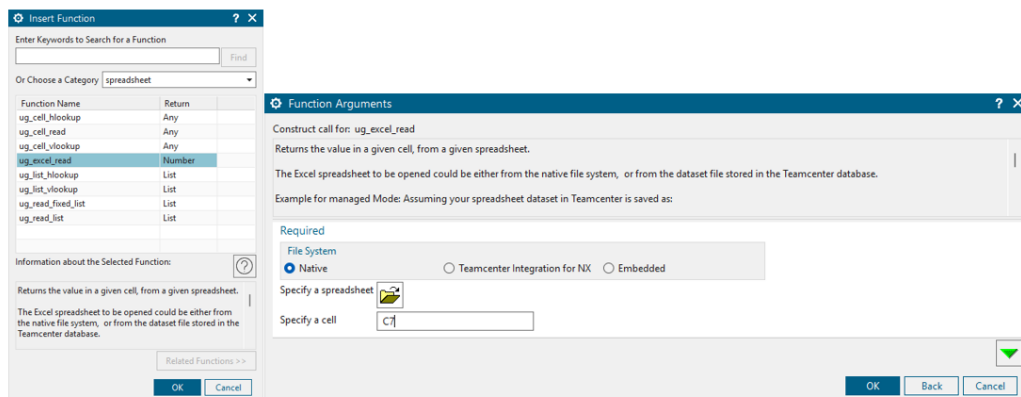 Insert Function
? X
Enter Keywords to Search for a Function
Find
Or Choose a Category spreadsheet
Function Name Return
ug_cell_hlookup Any
ug_cell_read Any
ug_cell_vlookup Any
ug_excel_read Number
ug_list_hlookup List
ug_list_vlookup List
ug_read_fixed_list List
ug_read_list List
Information about the Selected Function:
?
Returns the value in a given cell, from a given spreadsheet.
The Excel spreadsheet to be opened could be either from
the native file system, or from the dataset file stored in the
Teamcenter database.
Related Functions >>
OK Cancel
Function Arguments
? X
Construct call for: ug_excel_read
Returns the value in a given cell, from a given spreadsheet.
The Excel spreadsheet to be opened could be either from the native file system, or from the dataset file stored in the Teamcenter database.
Example for managed Mode: Assuming your spreadsheet dataset in Teamcenter is saved as:
Required
File System
Native Teamcenter Integration for NX Embedded
Specify a spreadsheet
Specify a cell C7
OK Back Cancel